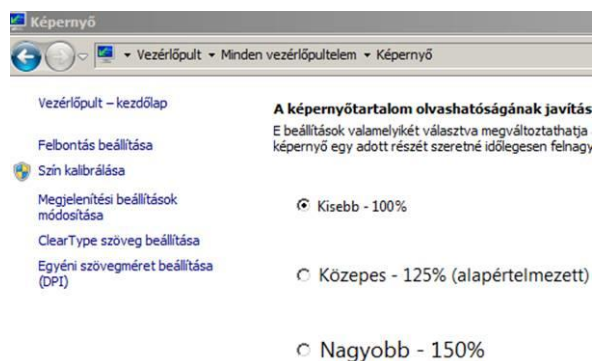 Képernyő
Vezérlőpult Minden vezérlőpultelem Képernyő
Vezérlőpult – kezdőlap
Felbontás beállítása
Szín kalibrálása
Megjelenítési beállítások
módosítása
ClearType szöveg beállítása
Egyéni szövegméret beállítása
(DPI)
A képernyőtartalom olvashatóságának javítás
E beállítások valamelyikét választva megváltoztathatja
képernyő egy adott részét szeretné időlegesen felnagy
Kisebb - 100%
Közepes - 125% (alapértelmezett)
Nagyobb - 150%